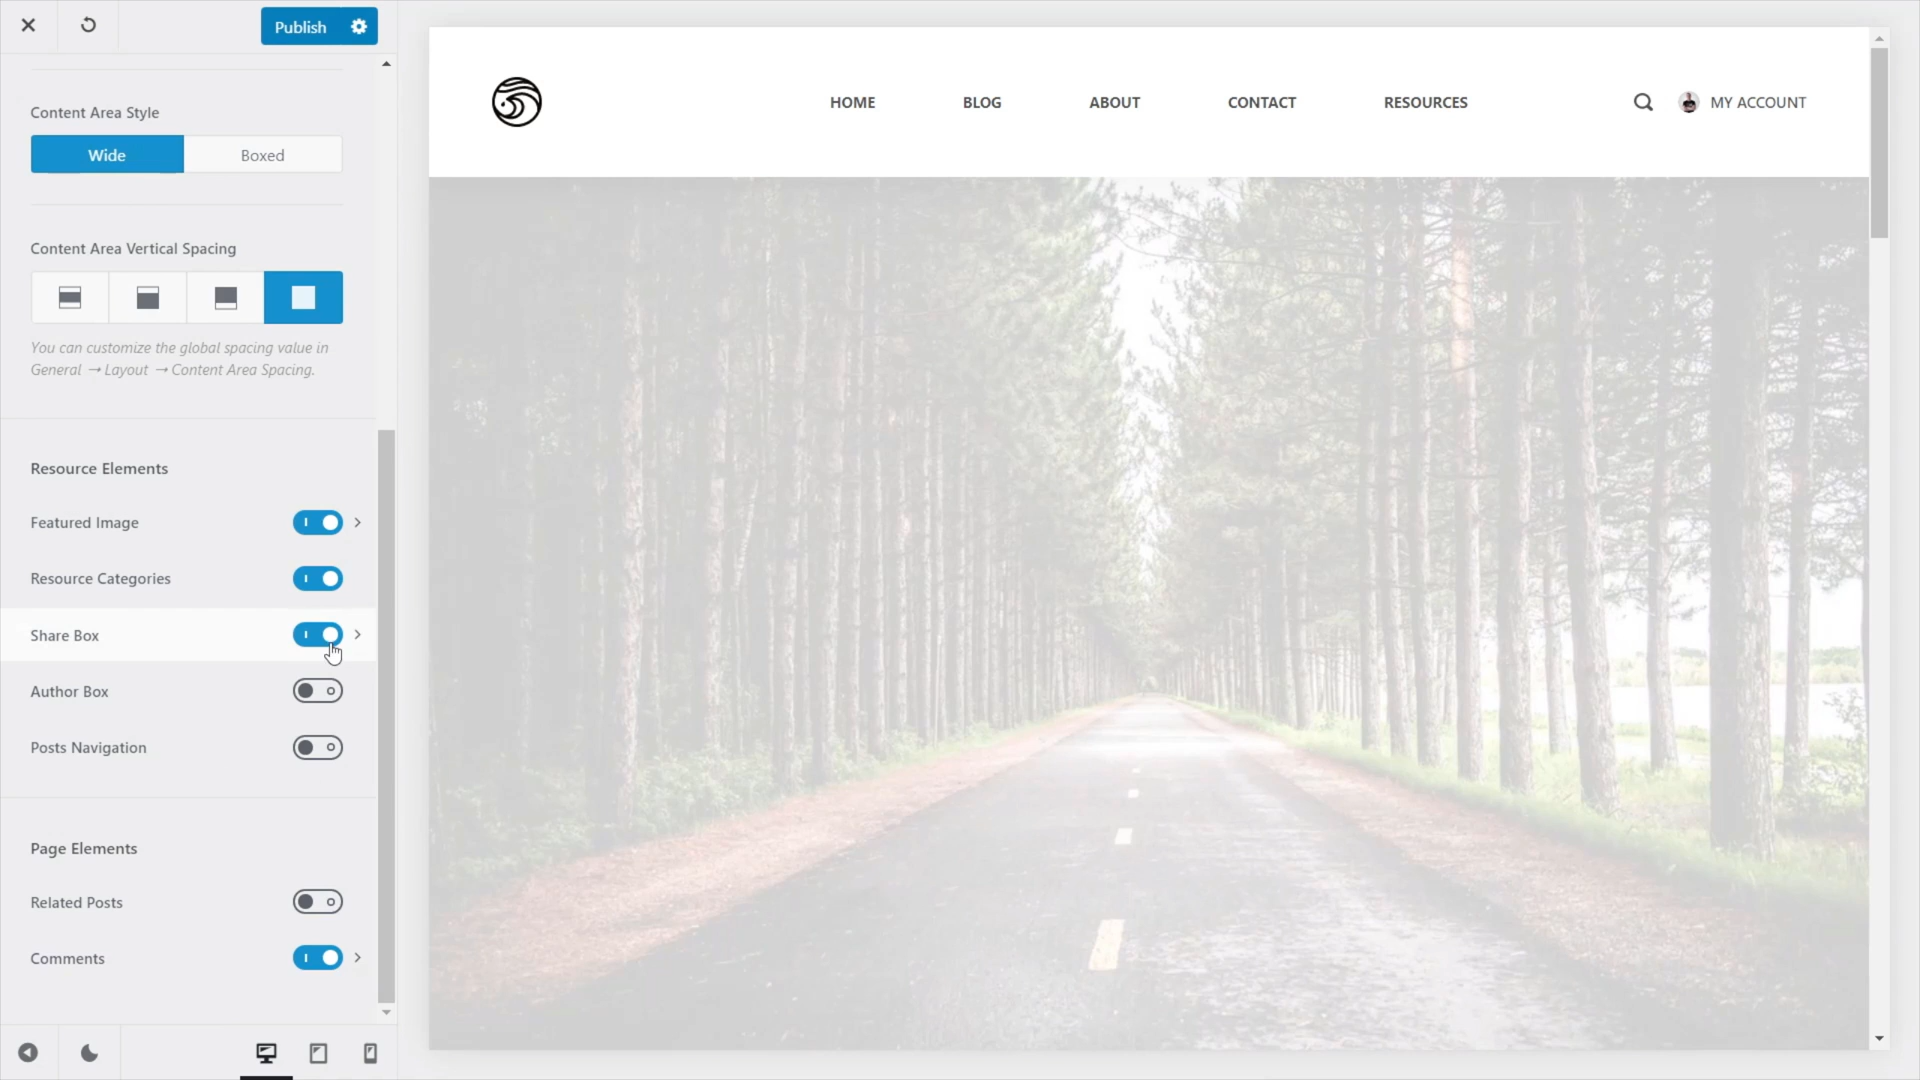 Publish
Content Area Style
Wide
Boxed
Content Area Vertical Spacing
You can customize the global spacing value in
General → Layout → Content Area Spacing.
Resource Elements
Featured Image
Resource Categories
Share Box
Author Box
Posts Navigation
Page Elements
Related Posts
Comments
HOME
BLOG
ABOUT
CONTACT
RESOURCES
MY ACCOUNT